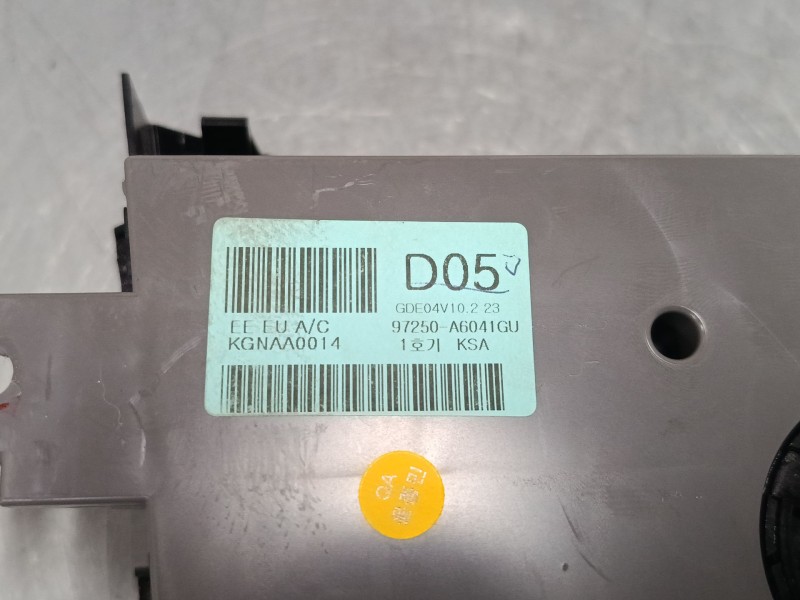 D05
GDE04V10.2 23
EE EU A/C
97250-A6041GU
KGNAA0014
1호기 KSA
QA